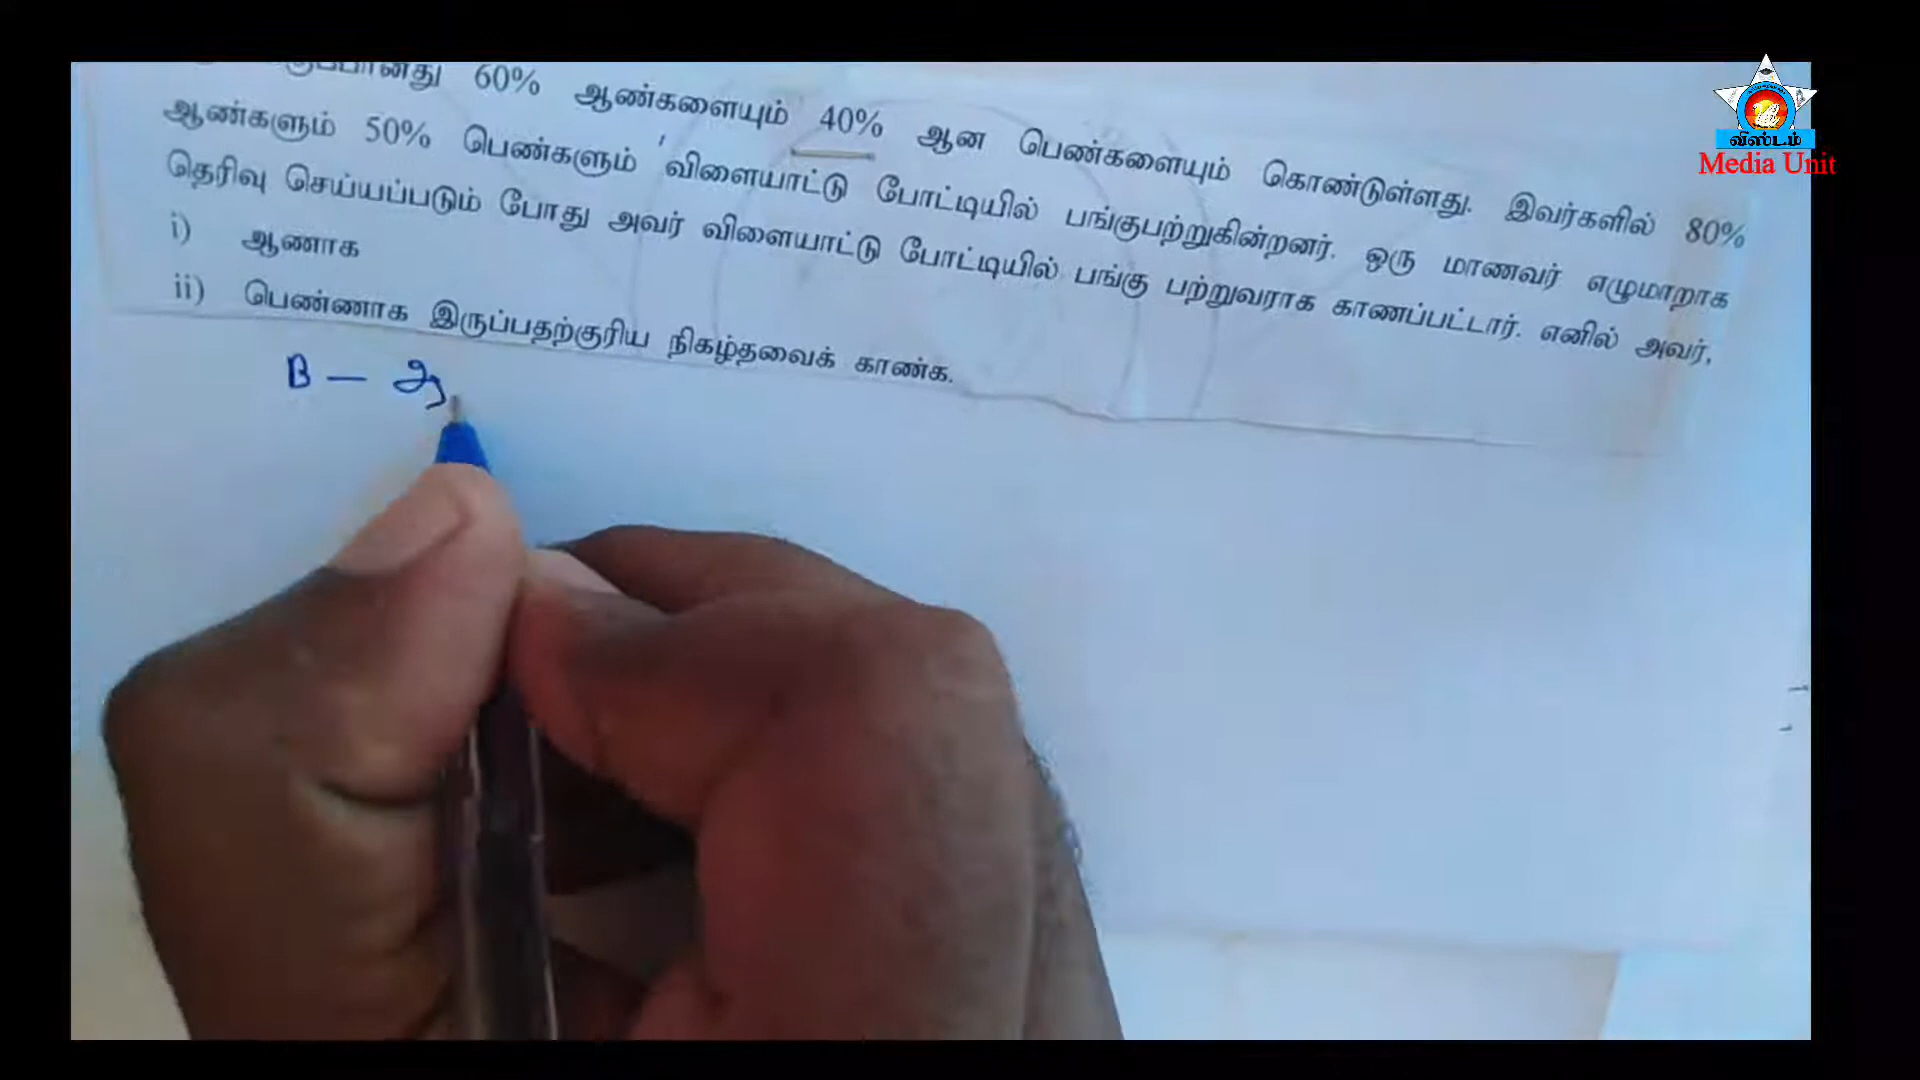 60% ஆண்களையும் 40% ஆன பெண்களையும் கொண்டுள்ளது. இவர்களில் 80%
ஆண்களும் 50% பெண்களும் விளையாட்டு போட்டியில் பங்குபற்றுகின்றனர். ஒரு மாணவர் எழுமாறாக
தெரிவு செய்யப்படும் போது அவர் விளையாட்டு போட்டியில் பங்கு பற்றுவராக காணப்பட்டார். எனில் அவர்,
i) ஆணாக
ii) பெண்ணாக இருப்பதற்குரிய நிகழ்தவைக் காண்க.
B – ஆ
விஸ்டம்
Media Unit